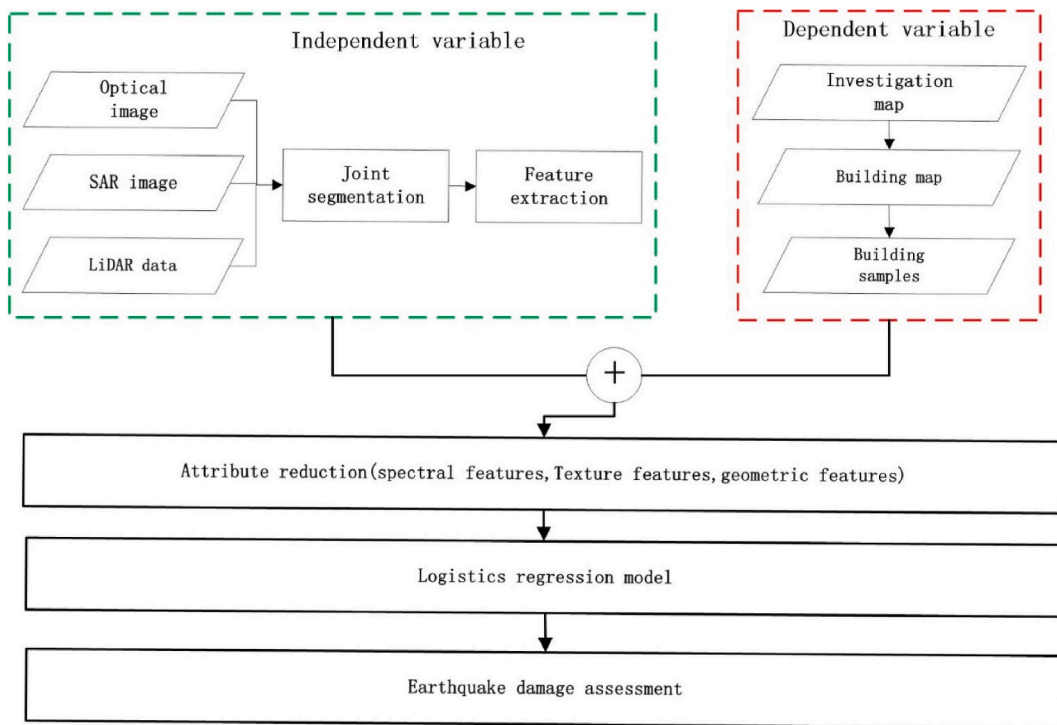 Independent variable
Optical
image
SAR image
LiDAR data
Joint
segmentation
Feature
extraction
Dependent variable
Investigation
map
Building map
Building
samples
+
Attribute reduction(spectral features,Texture features,geometric features)
Logistics regression model
Earthquake damage assessment